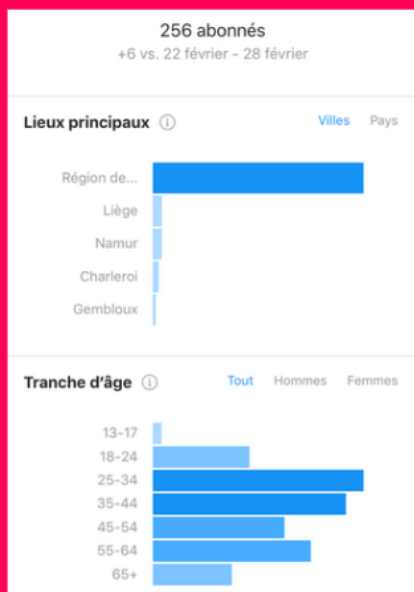 256 abonnés
+6 vs. 22 février - 28 février
Lieux principaux Villes Pays
Région de...
Liège
Namur
Charleroi
Gembloux
Tranche d'âge Tout Hommes Femmes
13-17
18-24
25-34
35-44
45-54
55-64
65+